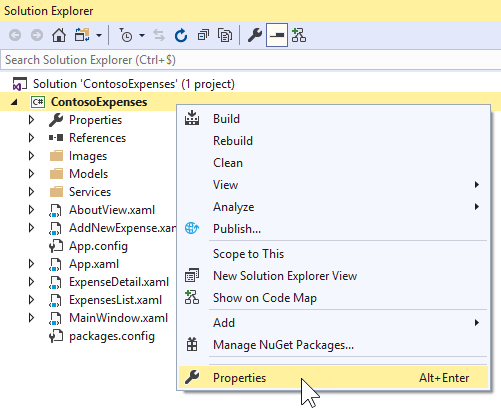 Solution Explorer
Search Solution Explorer (Ctrl+$)
Solution 'ContosoExpenses' (1 project)
C# ContosoExpenses
Properties
References
Images
Models
Services
AboutView.xaml
AddNewExpense.xam
App.config
App.xaml
ExpenseDetail.xaml
ExpensesList.xaml
MainWindow.xaml
packages.config
Build
Rebuild
Clean
View
Analyze
Publish...
Scope to This
New Solution Explorer View
Show on Code Map
Add
Manage NuGet Packages...
Properties Alt+Enter